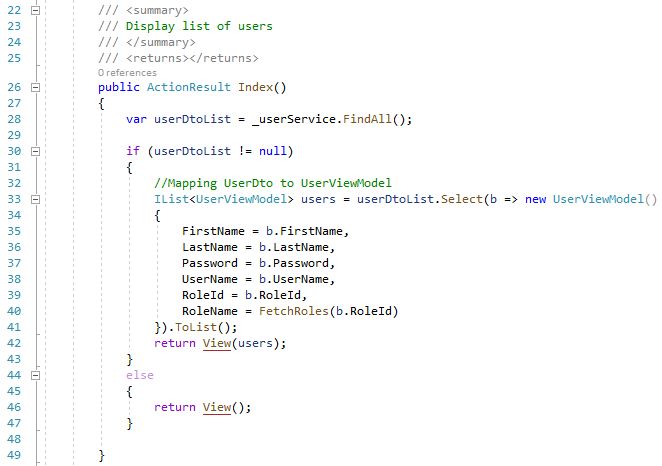 22 /// <summary>
23 /// Display list of users
24 /// </summary>
25 /// <returns></returns>
0 references
26 public ActionResult Index()
27 {
28 var userDtoList = _userService.FindAll();
29
30 if (userDtoList != null)
31 {
32 //Mapping UserDto to UserViewModel
33 IList<UserViewModel> users = userDtoList.Select(b => new UserViewModel()
34 {
35 FirstName = b.FirstName,
36 LastName = b.LastName,
37 Password = b.Password,
38 UserName = b.UserName,
39 RoleId = b.RoleId,
40 RoleName = FetchRoles(b.RoleId)
41 }).ToList();
42 return View(users);
43 }
44 else
45 {
46 return View();
47 }
48
49 }